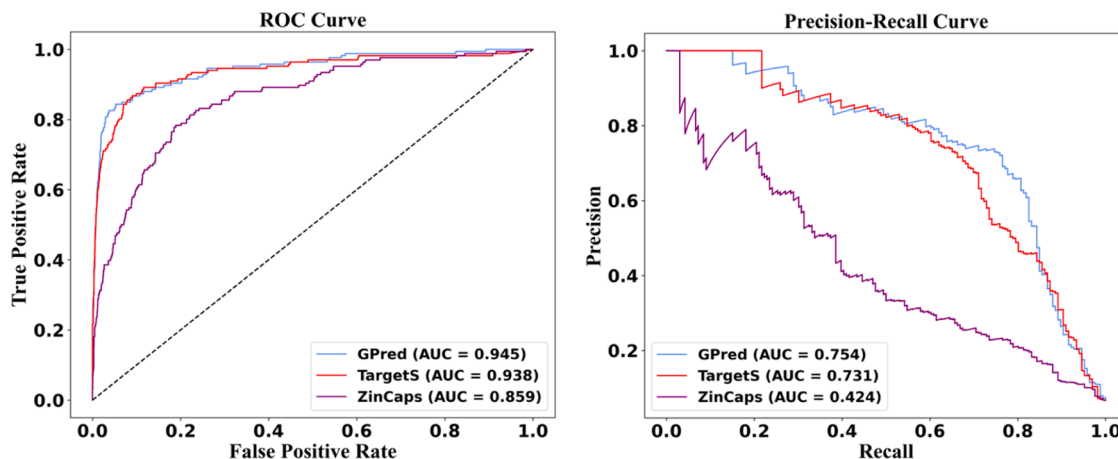 ROC Curve
1.0
0.8
0.6
0.4
0.2
0.0
True Positive Rate
GPred (AUC = 0.945)
TargetS (AUC = 0.938)
ZinCaps (AUC = 0.859)
0.0 0.2 0.4 0.6 0.8 1.0
False Positive Rate
Precision-Recall Curve
1.0
0.8
0.6
0.4
0.2
Precision
GPred (AUC = 0.754)
TargetS (AUC = 0.731)
ZinCaps (AUC = 0.424)
0.0 0.2 0.4 0.6 0.8 1.0
Recall